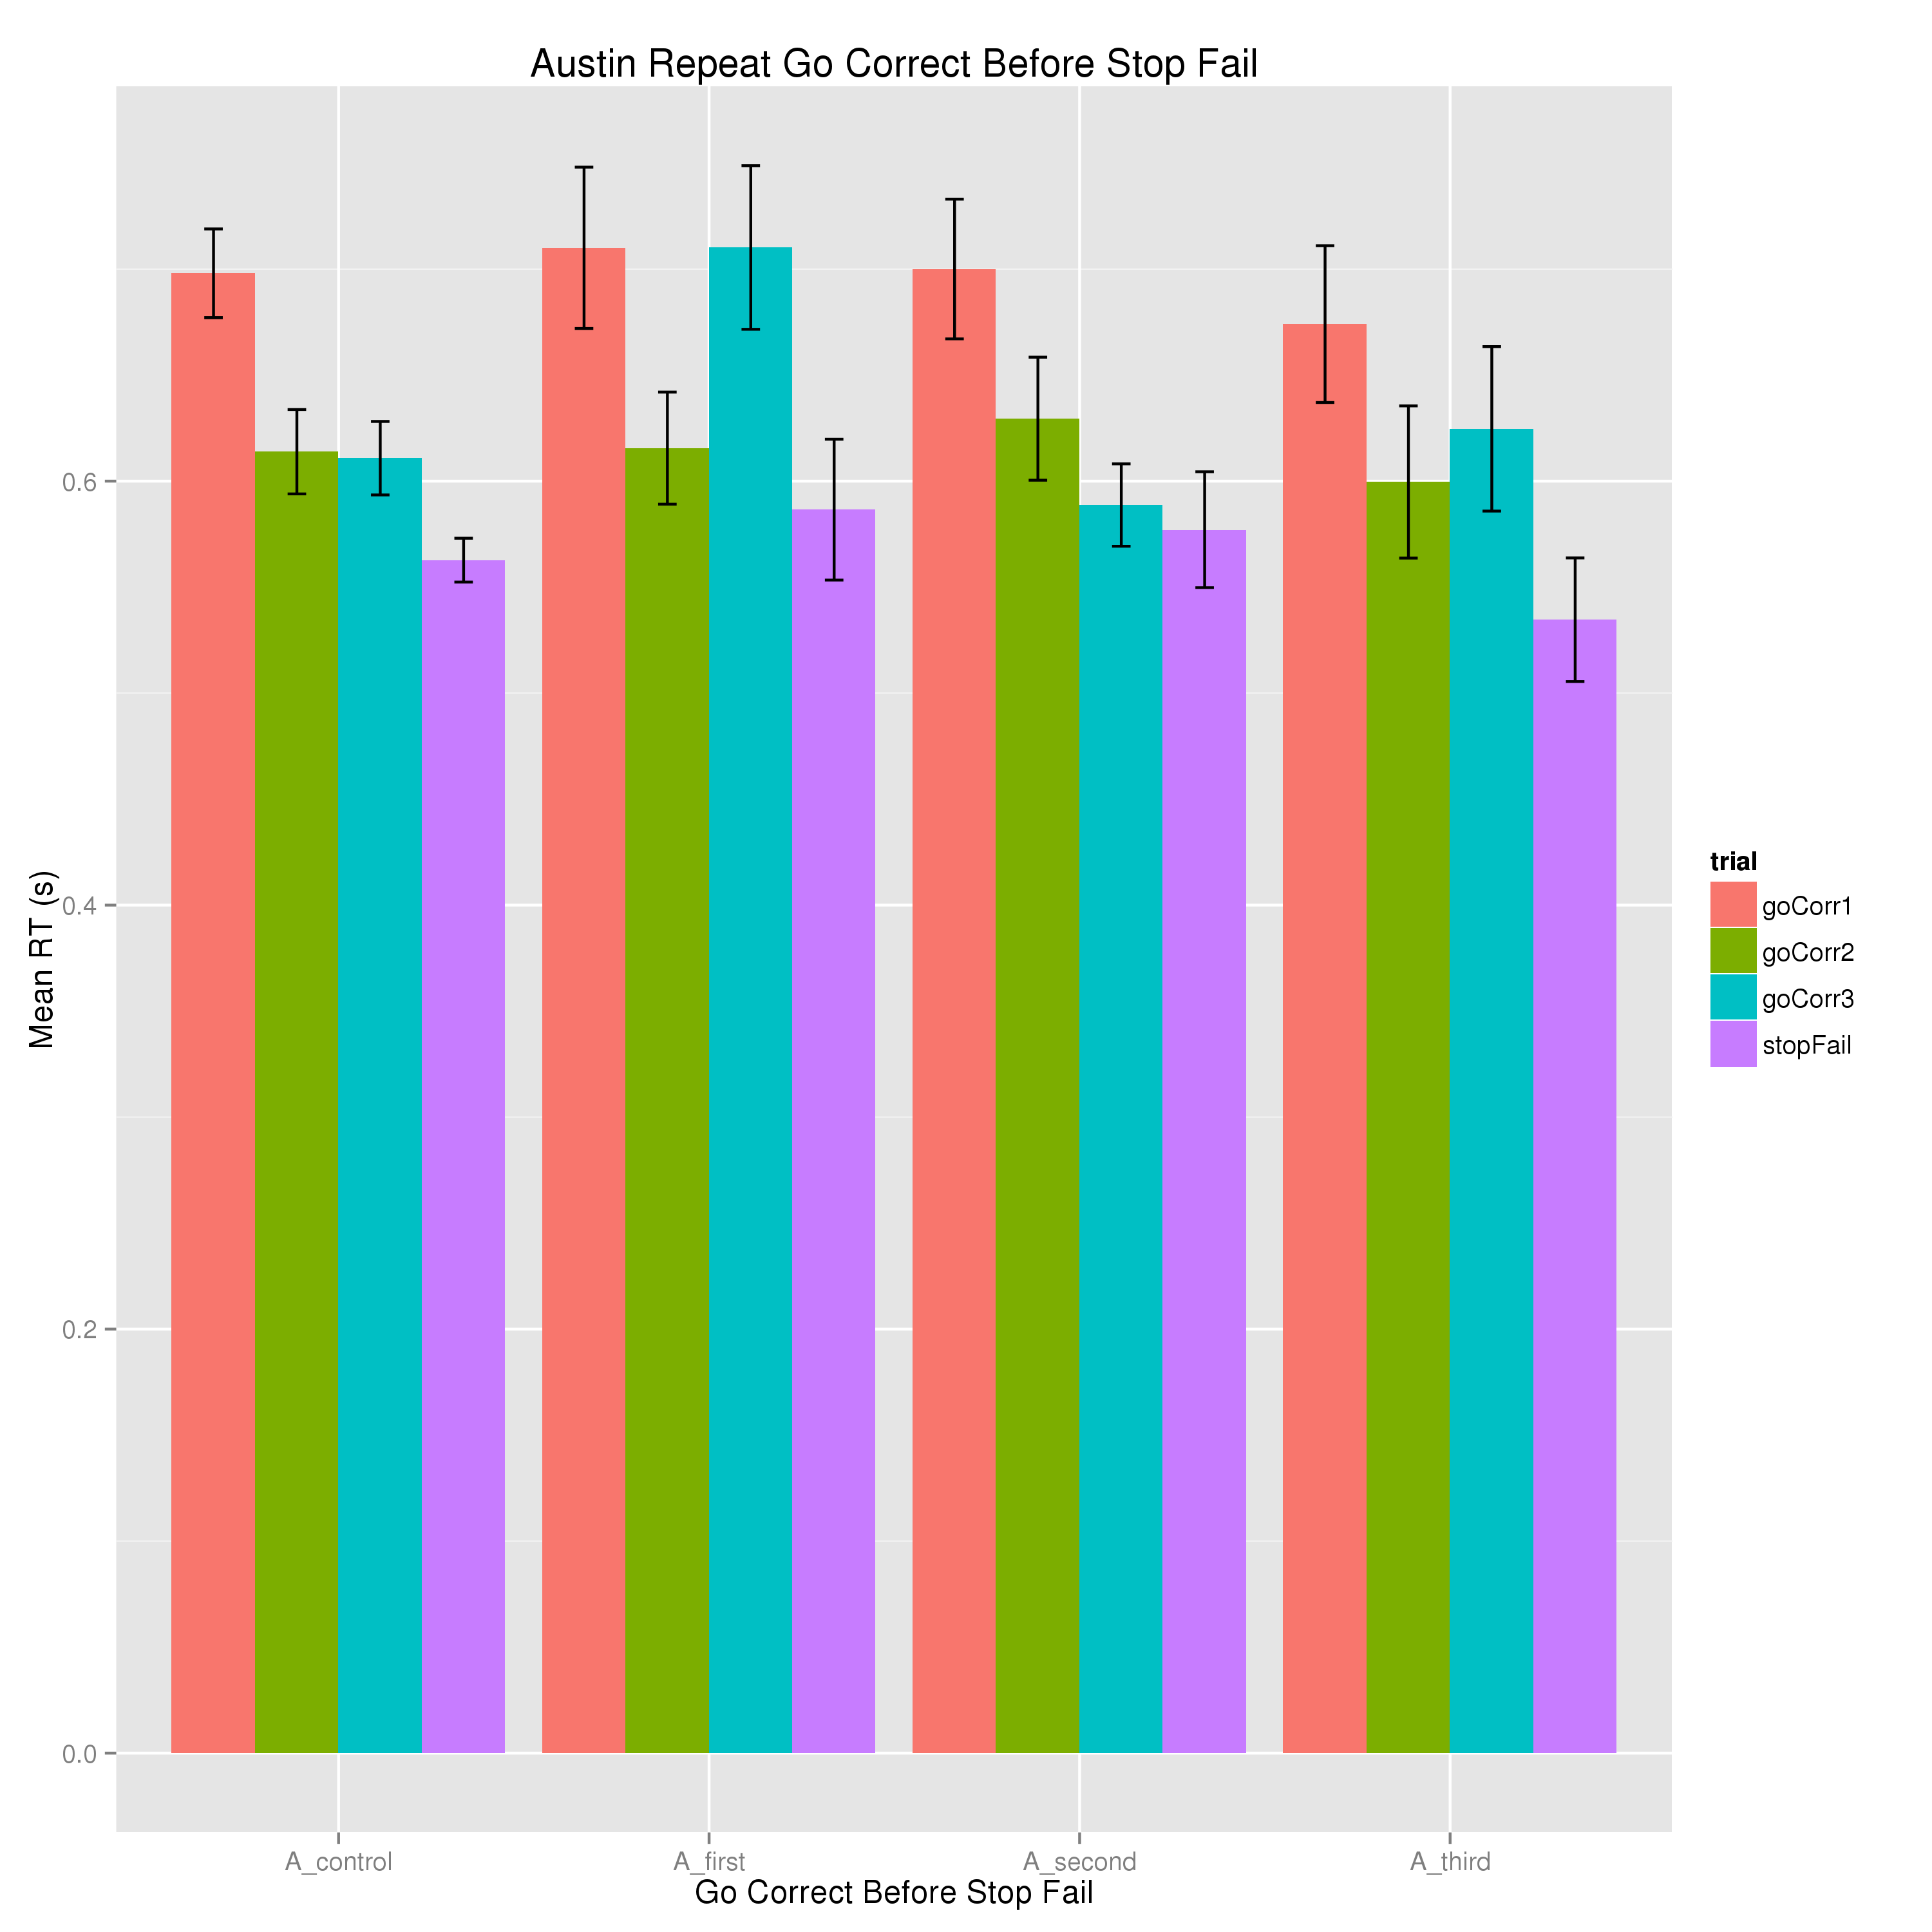 Austin Repeat Go Correct Before Stop Fail
Mean RT (s)
0.6
0.4
0.2
0.0
A_control
A_first
A_second
A_third
Go Correct Before Stop Fail
trial
goCorr1
goCorr2
goCorr3
stopFail